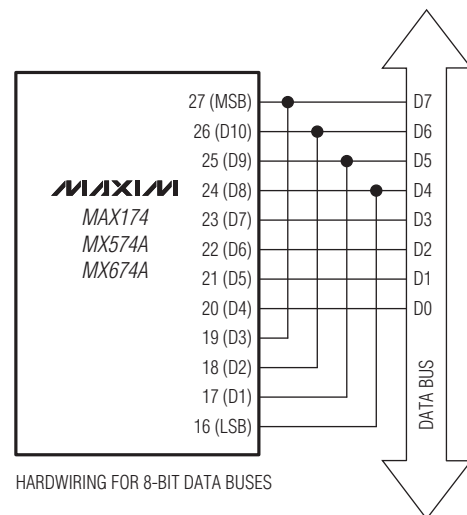 27 (MSB) D7
26 (D10) D6
25 (D9) D5
MAXIM 24 (D8) D4
MAX174 23 (D7) D3
MX574A 22 (D6) D2
MX674A 21 (D5) D1
20 (D4) D0
19 (D3)
18 (D2)
17 (D1)
16 (LSB)
DATA BUS
HARDWIRING FOR 8-BIT DATA BUSES